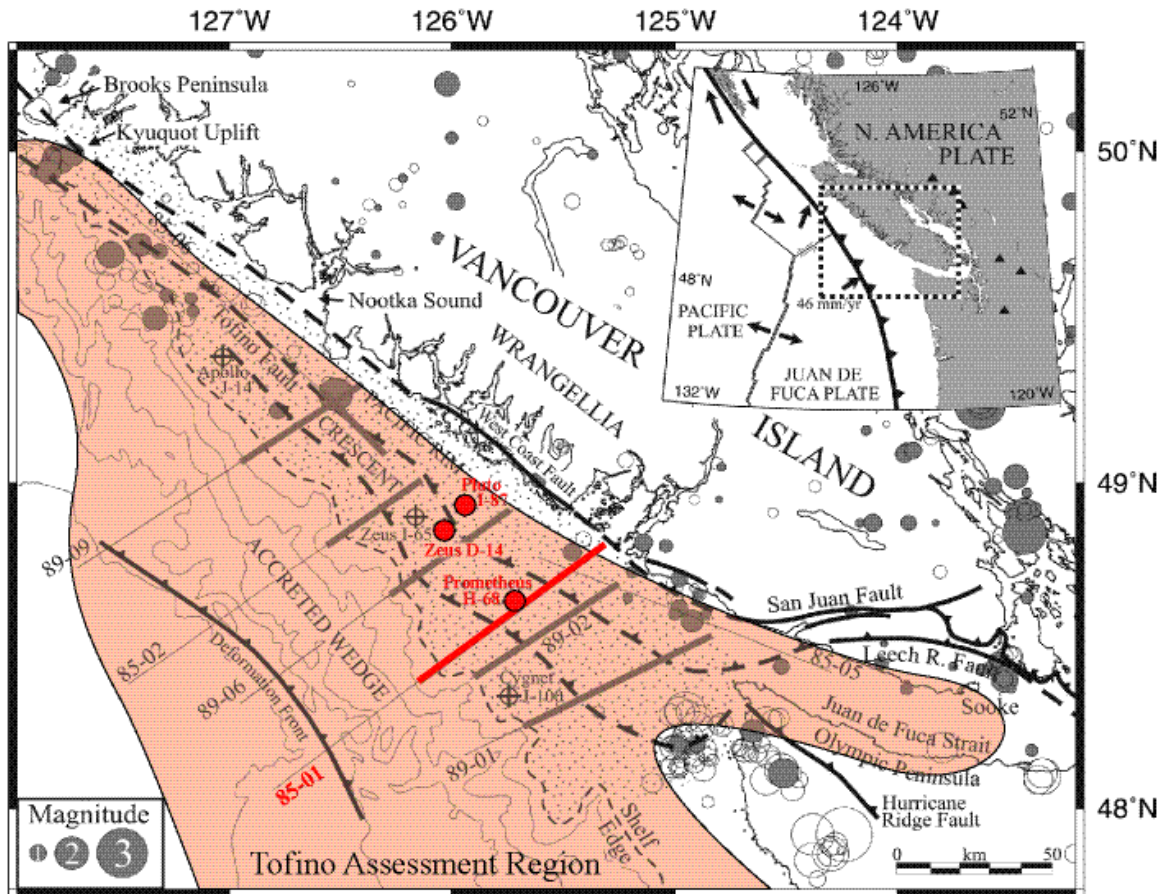 127°W
126°W
125°W
124°W
Brooks Peninsula
Kyuquot Uplift
126°W
52°N
N. AMERICA
PLATE
50°N
VANCOUVER
WRANGELLIA
ISLAND
Nootka Sound
48°N
46 mm/yr
PACIFIC
PLATE
JUAN DE
FUCA PLATE
132°W
120°W
Tofino Fault
Apollo
J-14
PACIFIC RIM
CRESCENT
West Coast Fault
49°N
Pluto
I-87
Zeus I-65
Zeus D-14
Prometheus
H-68
89-09
ACCRETED WEDGE
San Juan Fault
89-02
85-05
Leech R. Fault
85-02
Cygnet
J-100
Sooke
89-06
Deformation Front
Juan de Fuca Strait
Olympic Peninsula
89-01
85-01
48°N
Hurricane
Ridge Fault
Shelf
Edge
Magnitude
1 2 3
Tofino Assessment Region
0 km 50